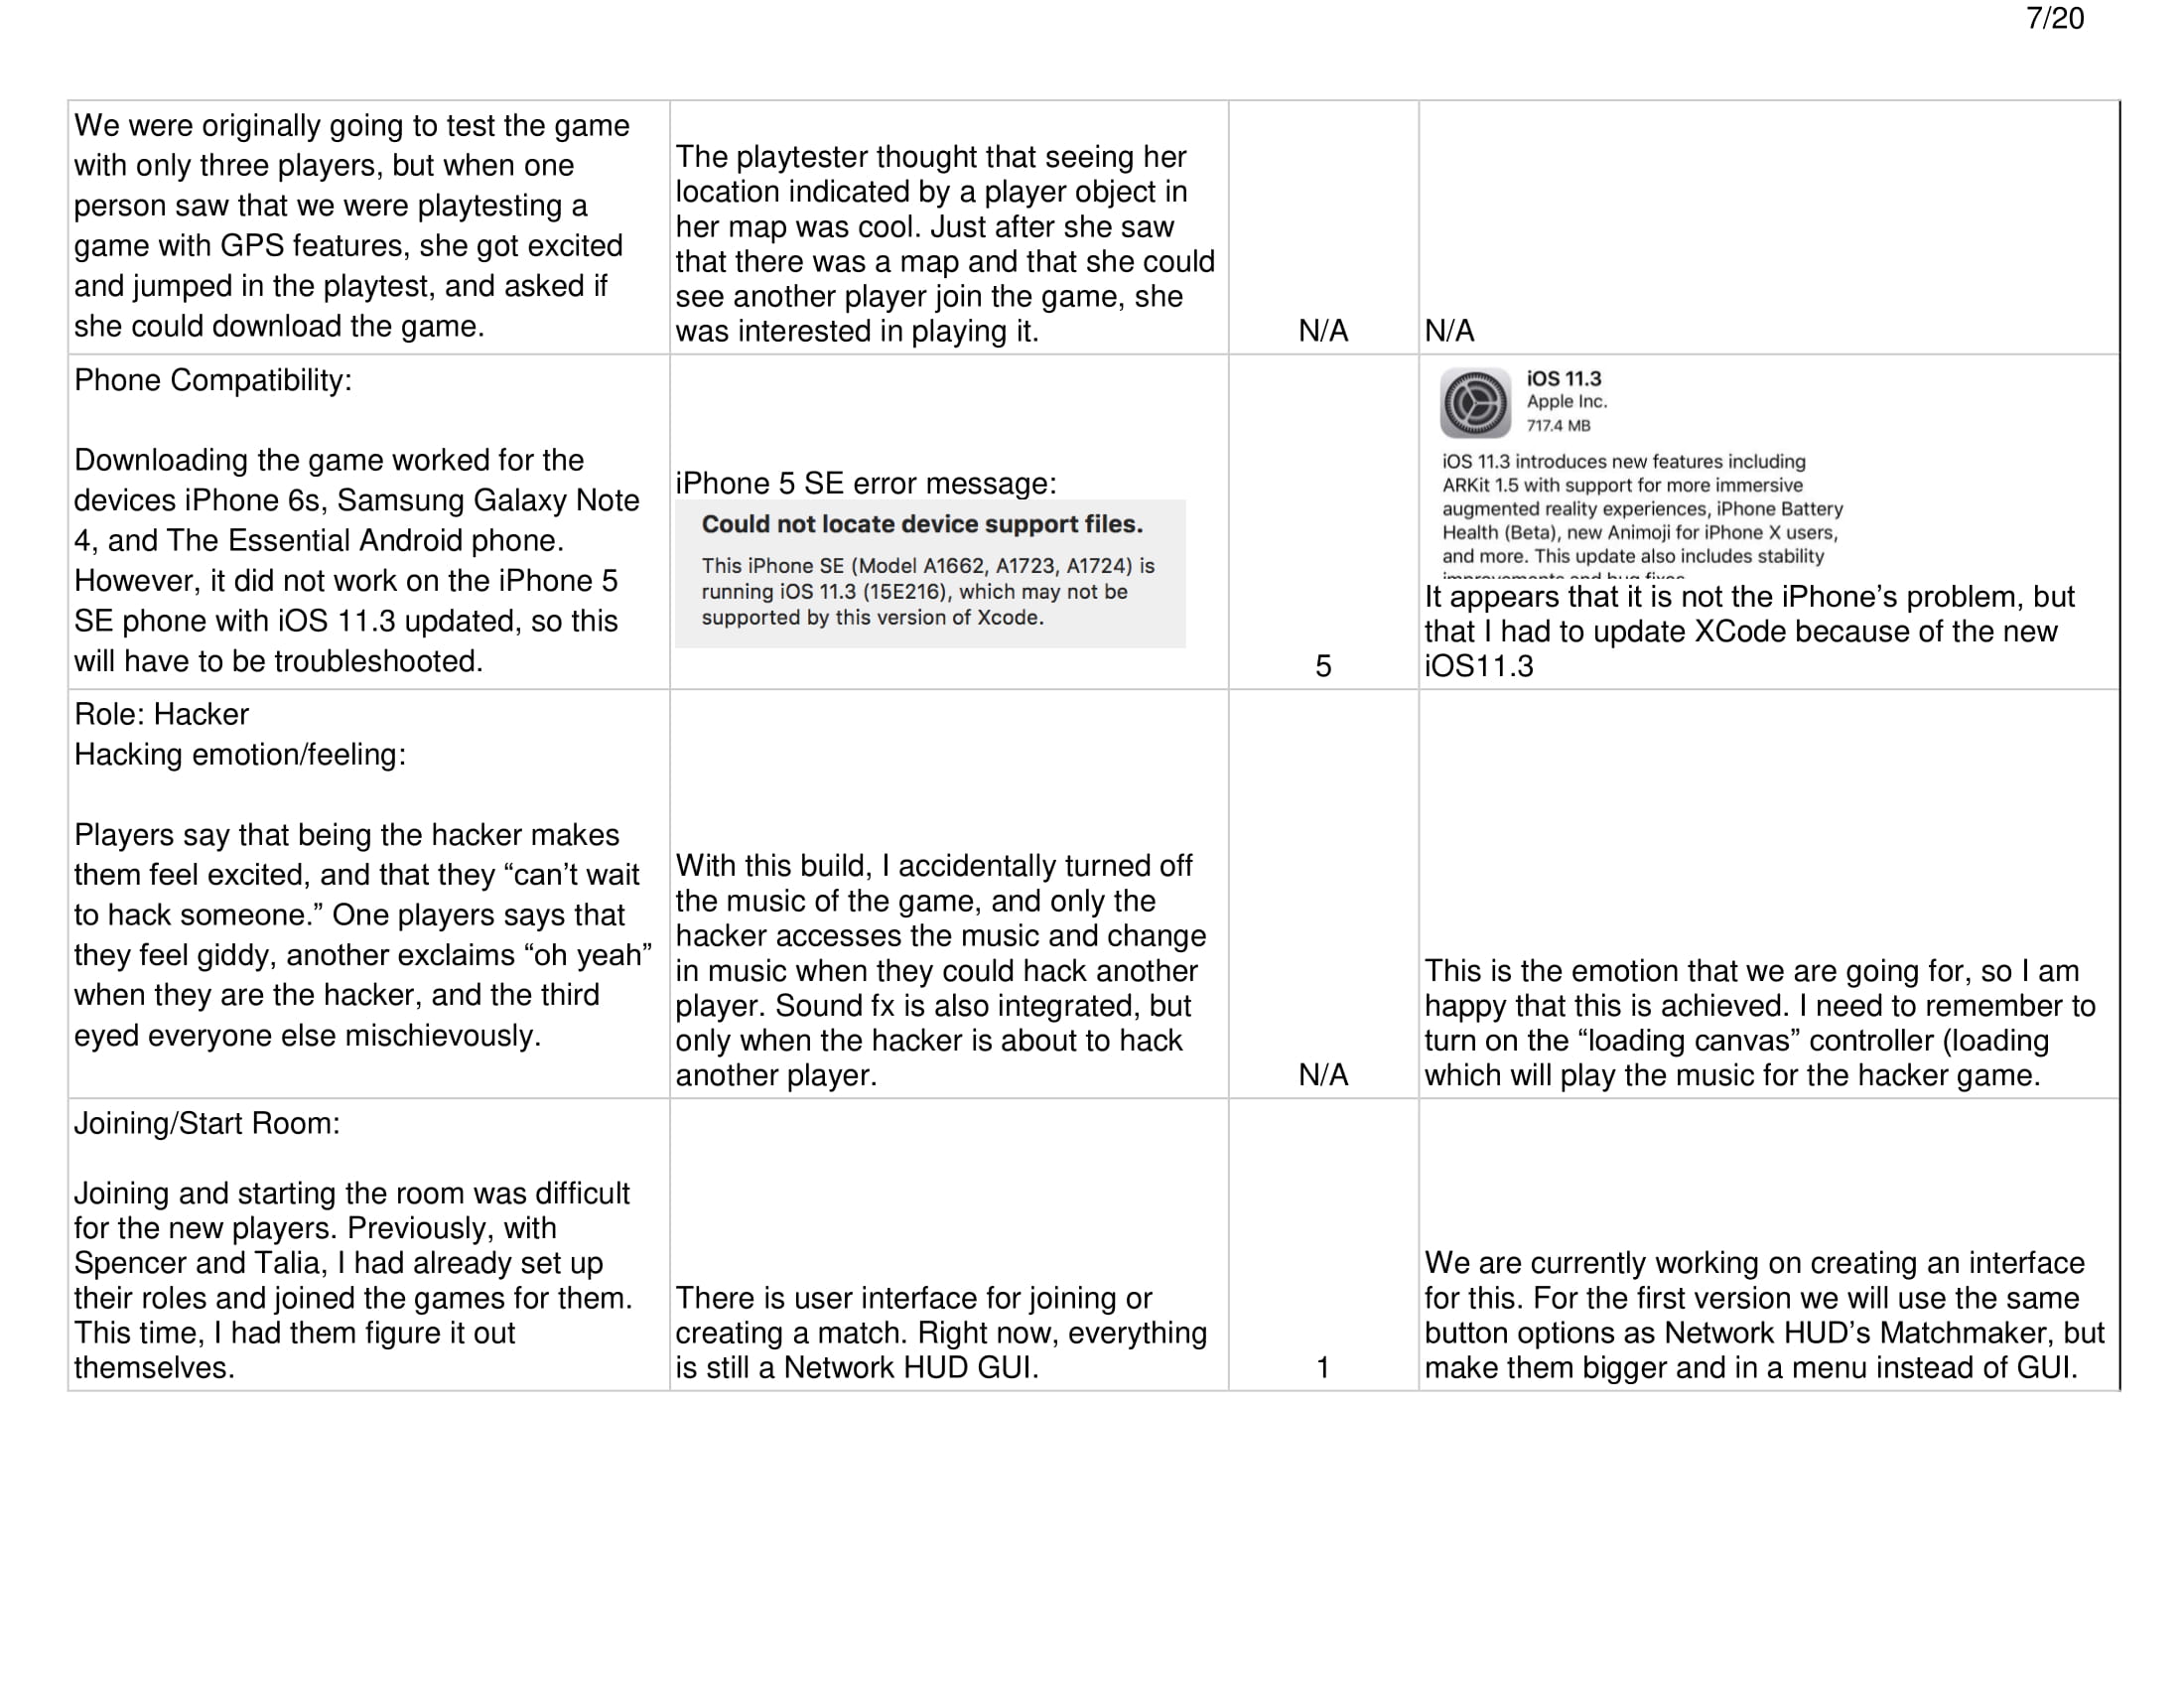 7/20
We were originally going to test the game
with only three players, but when one
person saw that we were playtesting a
game with GPS features, she got excited
and jumped in the playtest, and asked if
she could download the game.
The playtester thought that seeing her
location indicated by a player object in
her map was cool. Just after she saw
that there was a map and that she could
see another player join the game, she
was interested in playing it.
N/A
N/A
Phone Compatibility:
Downloading the game worked for the
devices iPhone 6s, Samsung Galaxy Note
4, and The Essential Android phone.
However, it did not work on the iPhone 5
SE phone with iOS 11.3 updated, so this
will have to be troubleshooted.
iPhone 5 SE error message:
Could not locate device support files.
This iPhone SE (Model A1662, A1723, A1724) is
running iOS 11.3 (15E216), which may not be
supported by this version of Xcode.
5
iOS 11.3
Apple Inc.
717.4 MB
iOS 11.3 introduces new features including
ARKit 1.5 with support for more immersive
augmented reality experiences, iPhone Battery
Health (Beta), new Animoji for iPhone X users,
and more. This update also includes stability
improvements and bug fixes
It appears that it is not the iPhone’s problem, but
that I had to update XCode because of the new
iOS11.3
Role: Hacker
Hacking emotion/feeling:
Players say that being the hacker makes
them feel excited, and that they “can’t wait
to hack someone.” One players says that
they feel giddy, another exclaims “oh yeah”
when they are the hacker, and the third
eyed everyone else mischievously.
With this build, I accidentally turned off
the music of the game, and only the
hacker accesses the music and change
in music when they could hack another
player. Sound fx is also integrated, but
only when the hacker is about to hack
another player.
N/A
This is the emotion that we are going for, so I am
happy that this is achieved. I need to remember to
turn on the “loading canvas” controller (loading
which will play the music for the hacker game.
Joining/Start Room:
Joining and starting the room was difficult
for the new players. Previously, with
Spencer and Talia, I had already set up
their roles and joined the games for them.
This time, I had them figure it out
themselves.
There is user interface for joining or
creating a match. Right now, everything
is still a Network HUD GUI.
1
We are currently working on creating an interface
for this. For the first version we will use the same
button options as Network HUD’s Matchmaker, but
make them bigger and in a menu instead of GUI.